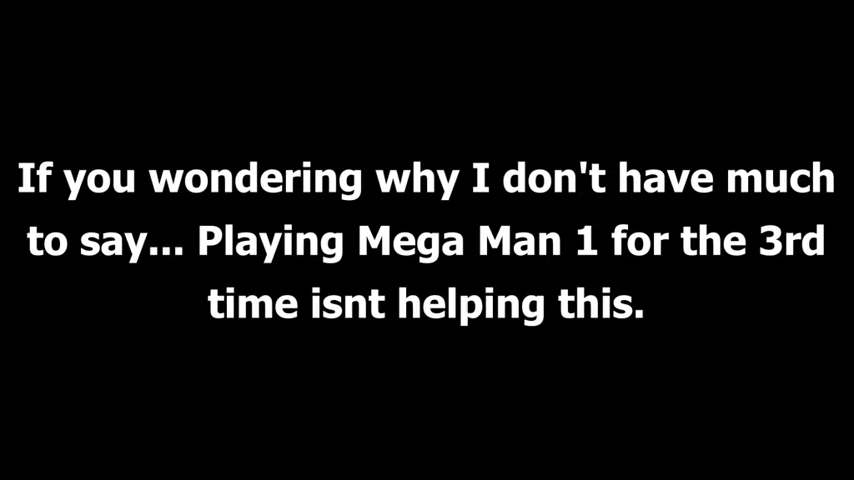 If you wondering why I don't have much
to say... Playing Mega Man 1 for the 3rd
time isnt helping this.